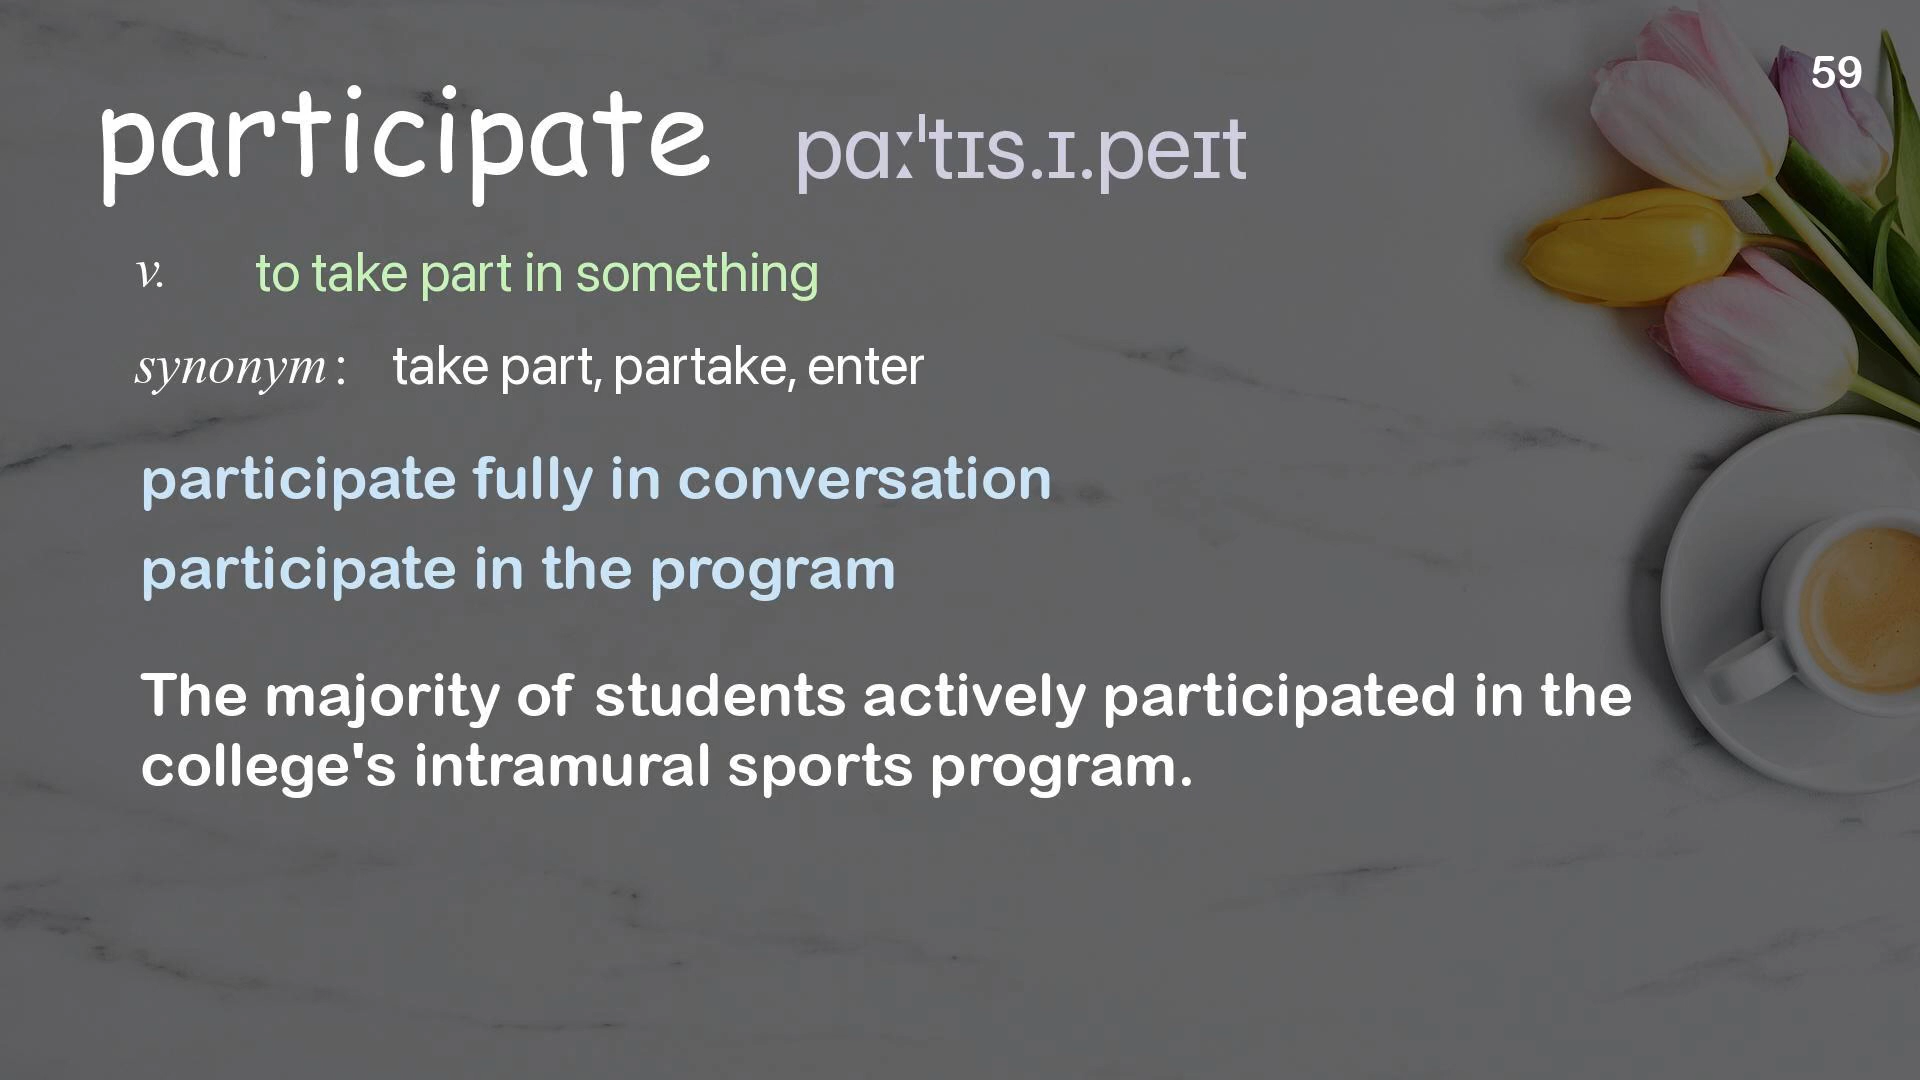 59
participate pɑːˈtɪs.ɪ.peɪt
v. to take part in something
synonym: take part, partake, enter
participate fully in conversation
participate in the program
The majority of students actively participated in the
college's intramural sports program.